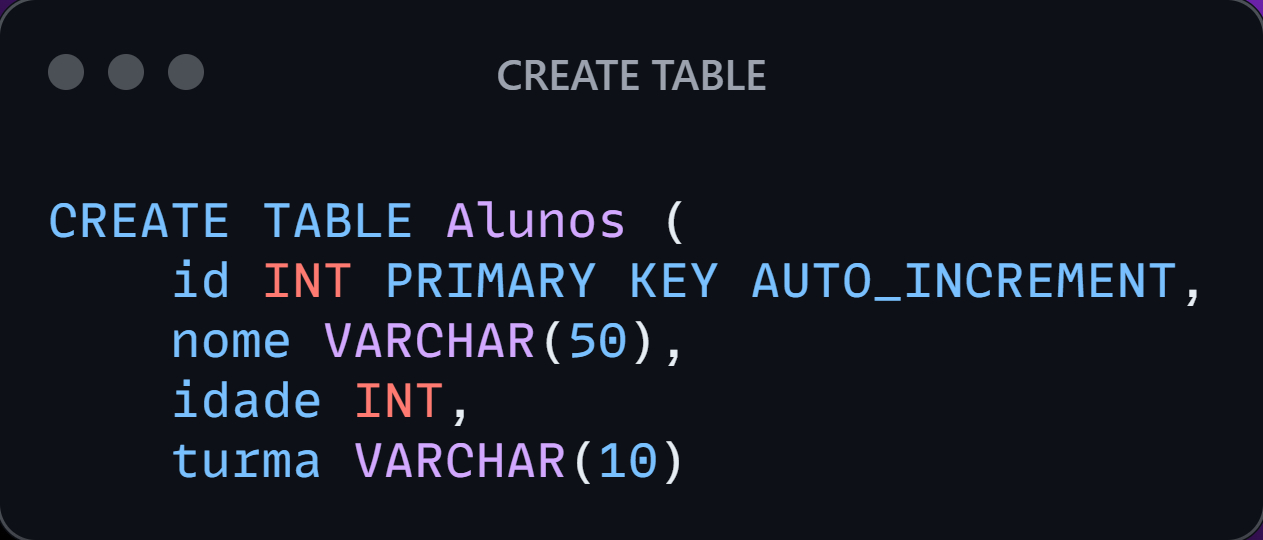 CREATE TABLE
CREATE TABLE Alunos (
    id INT PRIMARY KEY AUTO_INCREMENT,
    nome VARCHAR(50),
    idade INT,
    turma VARCHAR(10)